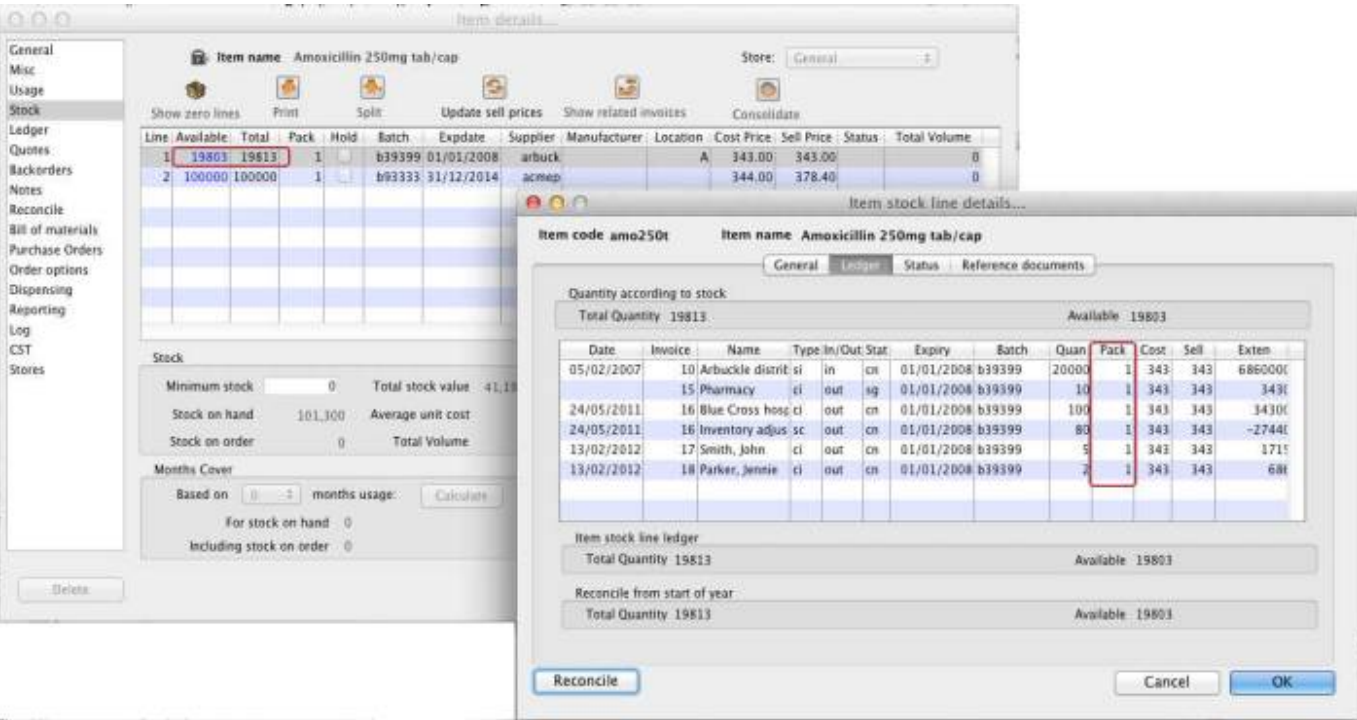 Item details...
General
Misc
Usage
Stock
Ledger
Quotes
Backorders
Notes
Reconcile
Bill of materials
Purchase Orders
Order options
Dispensing
Reporting
Log
CST
Stores
Delete
Item name Amoxicillin 250mg tab/cap Store: General
Show zero lines Print Split Update sell prices Show related invoices Consolidate
Line Available Total Pack Hold Batch Expdate Supplier Manufacturer Location Cost Price Sell Price Status Total Volume
1 19803 19813 1 b39399 01/01/2008 arbuck A 343.00 343.00 0
2 100000 100000 1 b93333 31/12/2014 acmep 344.00 378.40 0
Stock
Minimum stock 0 Total stock value 41,19
Stock on hand 101,300 Average unit cost
Stock on order 0 Total Volume
Months Cover
Based on 0 months usage: Calculate
For stock on hand 0
Including stock on order 0
Item stock line details...
Item code amo250t Item name Amoxicillin 250mg tab/cap
General Ledger Status Reference documents
Quantity according to stock
Total Quantity 19813 Available 19803
Date Invoice Name Type In/Out Stat Expiry Batch Quan Pack Cost Sell Exten
05/02/2007 10 Arbuckle distrib si in cn 01/01/2008 b39399 20000 1 343 343 6860000
15 Pharmacy ci out sg 01/01/2008 b39399 10 1 343 343 3430
24/05/2011 16 Blue Cross hosp ci out cn 01/01/2008 b39399 100 1 343 343 34300
24/05/2011 16 Inventory adjus sc out cn 01/01/2008 b39399 80 1 343 343 -27440
13/02/2012 17 Smith, John ci out cn 01/01/2008 b39399 5 1 343 343 1715
13/02/2012 18 Parker, Jennie ci out cn 01/01/2008 b39399 2 1 343 343 686
Item stock line ledger
Total Quantity 19813 Available 19803
Reconcile from start of year
Total Quantity 19813 Available 19803
Reconcile Cancel OK